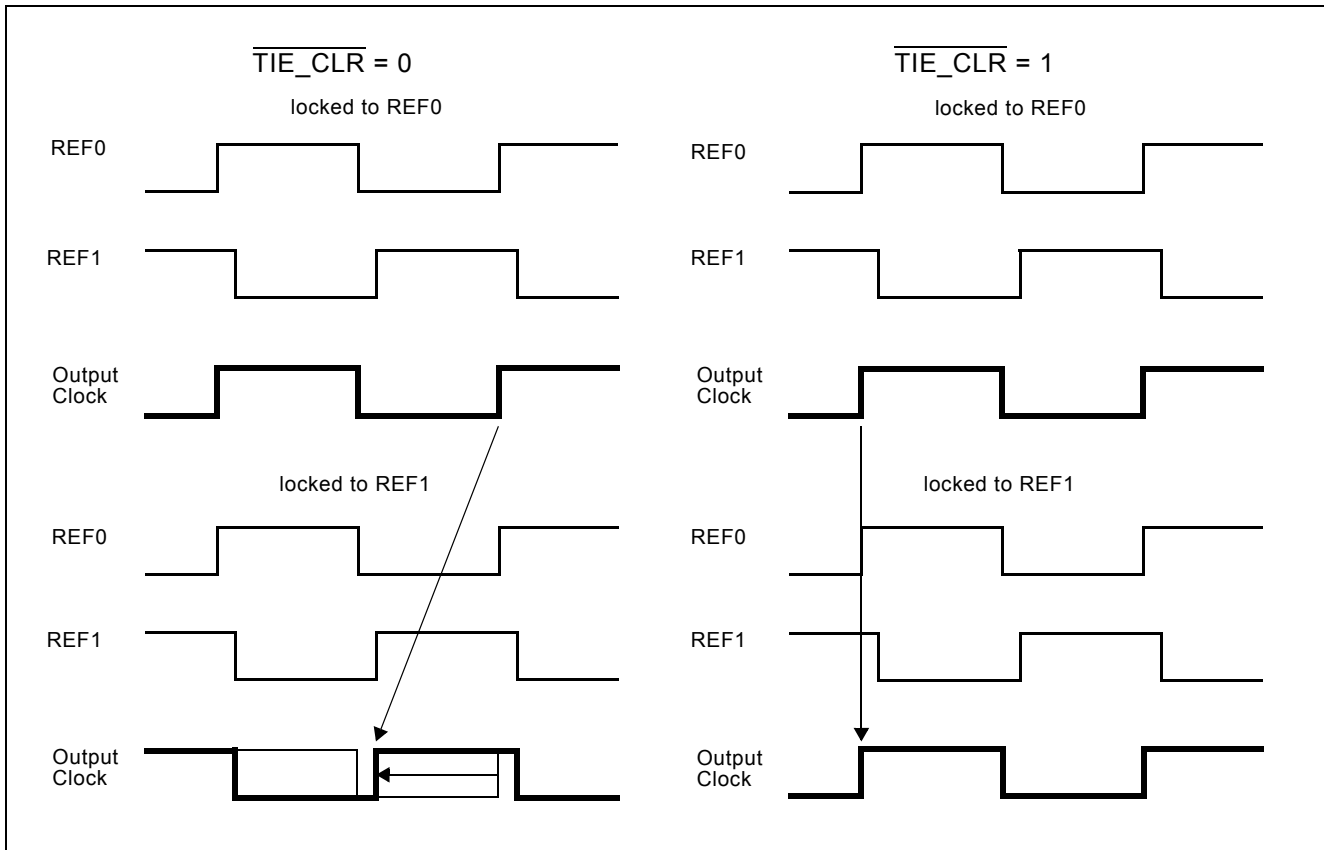 TIE_CLR = 0
locked to REF0
REF0
REF1
Output
Clock
locked to REF1
REF0
REF1
Output
Clock
TIE_CLR = 1
locked to REF0
REF0
REF1
Output
Clock
locked to REF1
REF0
REF1
Output
Clock